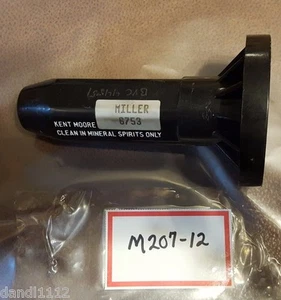 MILLER
6753
KENT MOORE
CLEAN IN MINERAL SPIRITS ONLY
M207-12
dandi1112